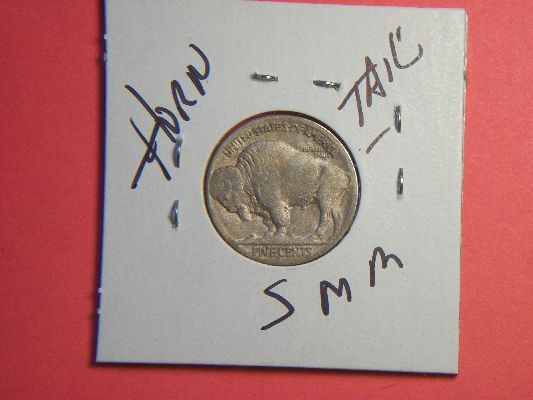 HORN
TAIL
UNITED STATES OF AMERICA
FIVE CENTS
SMM